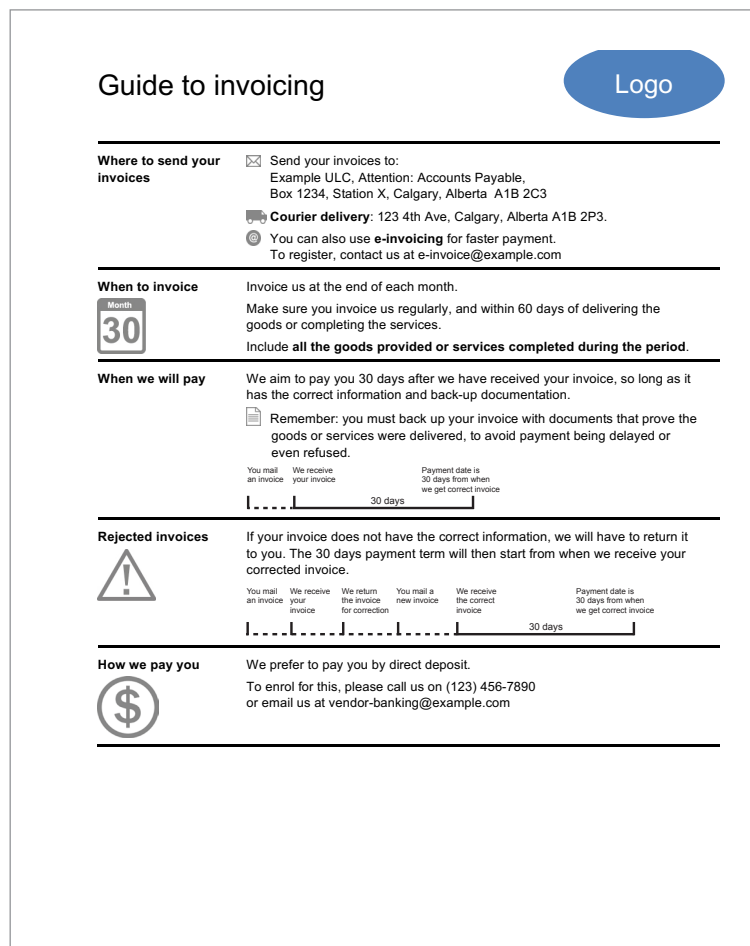 Guide to invoicing
Logo
Where to send your
invoices
Send your invoices to:
Example ULC, Attention: Accounts Payable,
Box 1234, Station X, Calgary, Alberta  A1B 2C3
Courier delivery: 123 4th Ave, Calgary, Alberta A1B 2P3.
@
You can also use e-invoicing for faster payment.
To register, contact us at e-invoice@example.com
When to invoice
Month
30
Invoice us at the end of each month.
Make sure you invoice us regularly, and within 60 days of delivering the
goods or completing the services.
Include all the goods provided or services completed during the period.
When we will pay
We aim to pay you 30 days after we have received your invoice, so long as it
has the correct information and back-up documentation.
Remember: you must back up your invoice with documents that prove the
goods or services were delivered, to avoid payment being delayed or
even refused.
You mail
an invoice
We receive
your invoice
Payment date is
30 days from when
we get correct invoice
30 days
Rejected invoices
!
If your invoice does not have the correct information, we will have to return it
to you. The 30 days payment term will then start from when we receive your
corrected invoice.
You mail
an invoice
We receive
your
invoice
We return
the invoice
for correction
You mail a
new invoice
We receive
the correct
invoice
Payment date is
30 days from when
we get correct invoice
30 days
How we pay you
$
We prefer to pay you by direct deposit.
To enrol for this, please call us on (123) 456-7890
or email us at vendor-banking@example.com